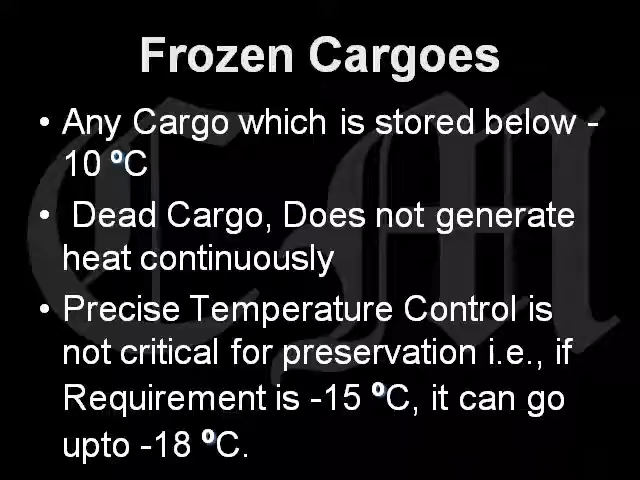 Frozen Cargoes
• Any Cargo which is stored below -
10 ºC
• Dead Cargo, Does not generate
heat continuously
• Precise Temperature Control is
not critical for preservation i.e., if
Requirement is -15 ºC, it can go
upto -18 ºC.
CM